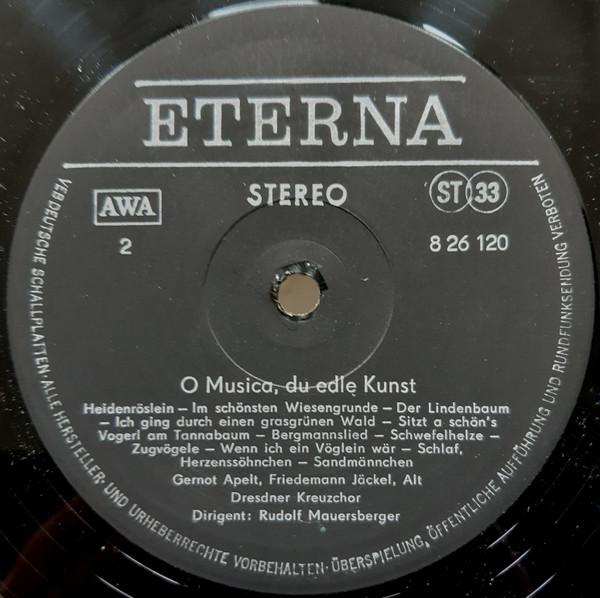 ETERNA
AWA
STEREO
ST 33
2
8 26 120
O Musica, du edle Kunst
Heidenröslein – Im schönsten Wiesengrunde – Der Lindenbaum
– Ich ging durch einen grasgrünen Wald – Sitzt a schön's
Vogerl am Tannabaum – Bergmannslied – Schwefelhelze –
Zugvögele – Wenn ich ein Vöglein wär – Schlaf,
Herzenssöhnchen – Sandmännchen
Gernot Apelt, Friedemann Jäckel, Alt
Dresdner Kreuzchor
Dirigent: Rudolf Mauersberger
VEB DEUTSCHE SCHALLPLATTEN · ALLE HERSTELLER- UND URHEBERRECHTE VORBEHALTEN · ÜBERSPIELUNG, ÖFFENTLICHE AUFFÜHRUNG UND RUNDFUNKSENDUNG VERBOTEN